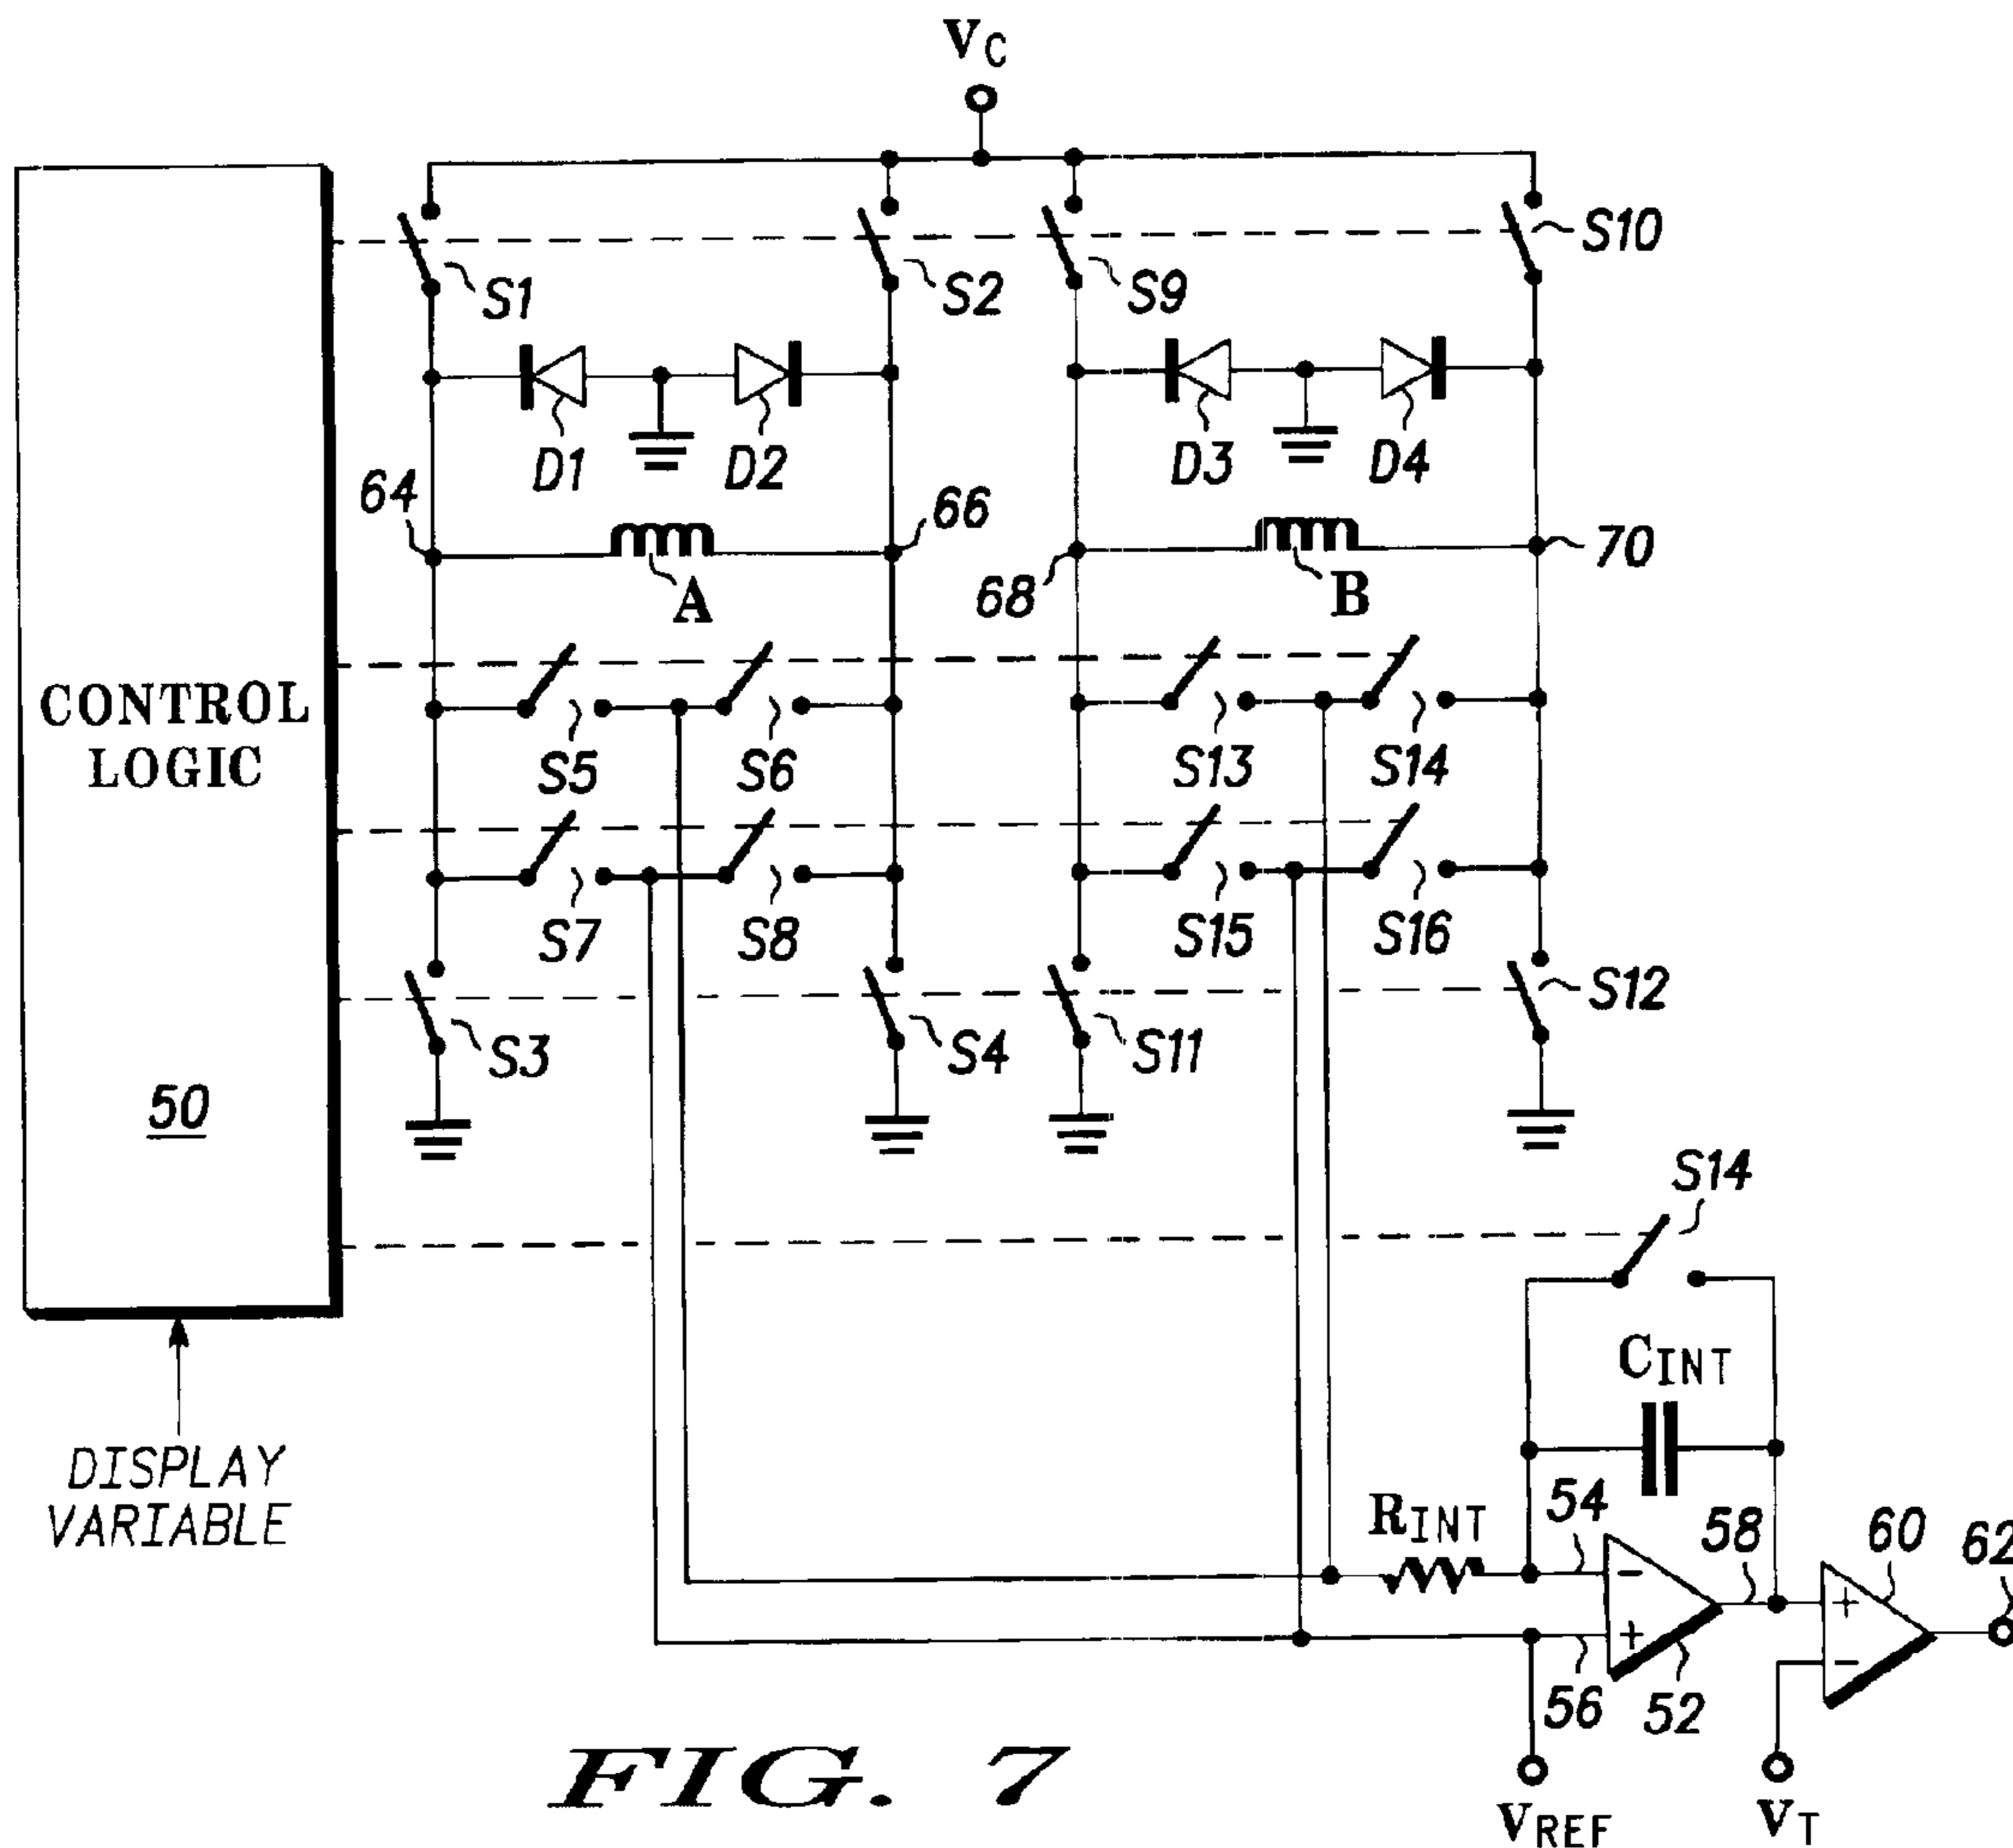 VC
S1
S2
S9
S10
D1
D2
D3
D4
64
66
68
70
A
B
CONTROL
LOGIC
50
S5
S6
S13
S14
S7
S8
S15
S16
S3
S4
S11
S12
S14
CINT
DISPLAY
VARIABLE
RINT
54
58
60
62
-
+
+
-
56
52
VREF
VT
FIG. 7